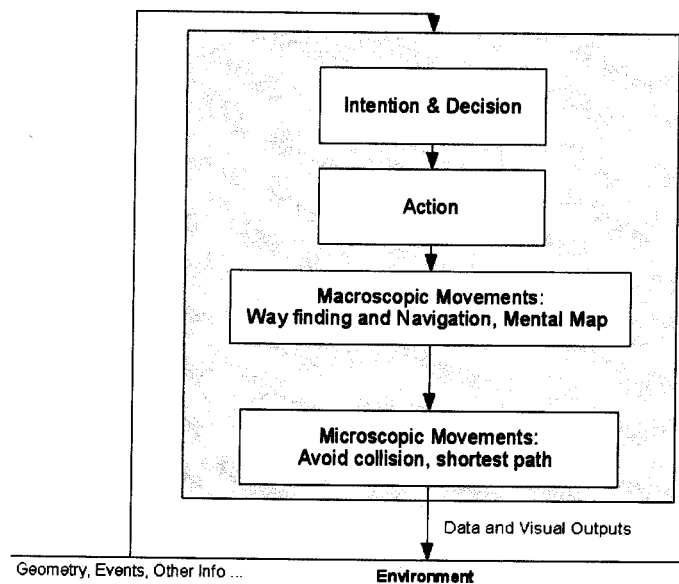 Intention & Decision
Action
Macroscopic Movements:
Way finding and Navigation, Mental Map
Microscopic Movements:
Avoid collision, shortest path
Data and Visual Outputs
Geometry, Events, Other Info ...
Environment